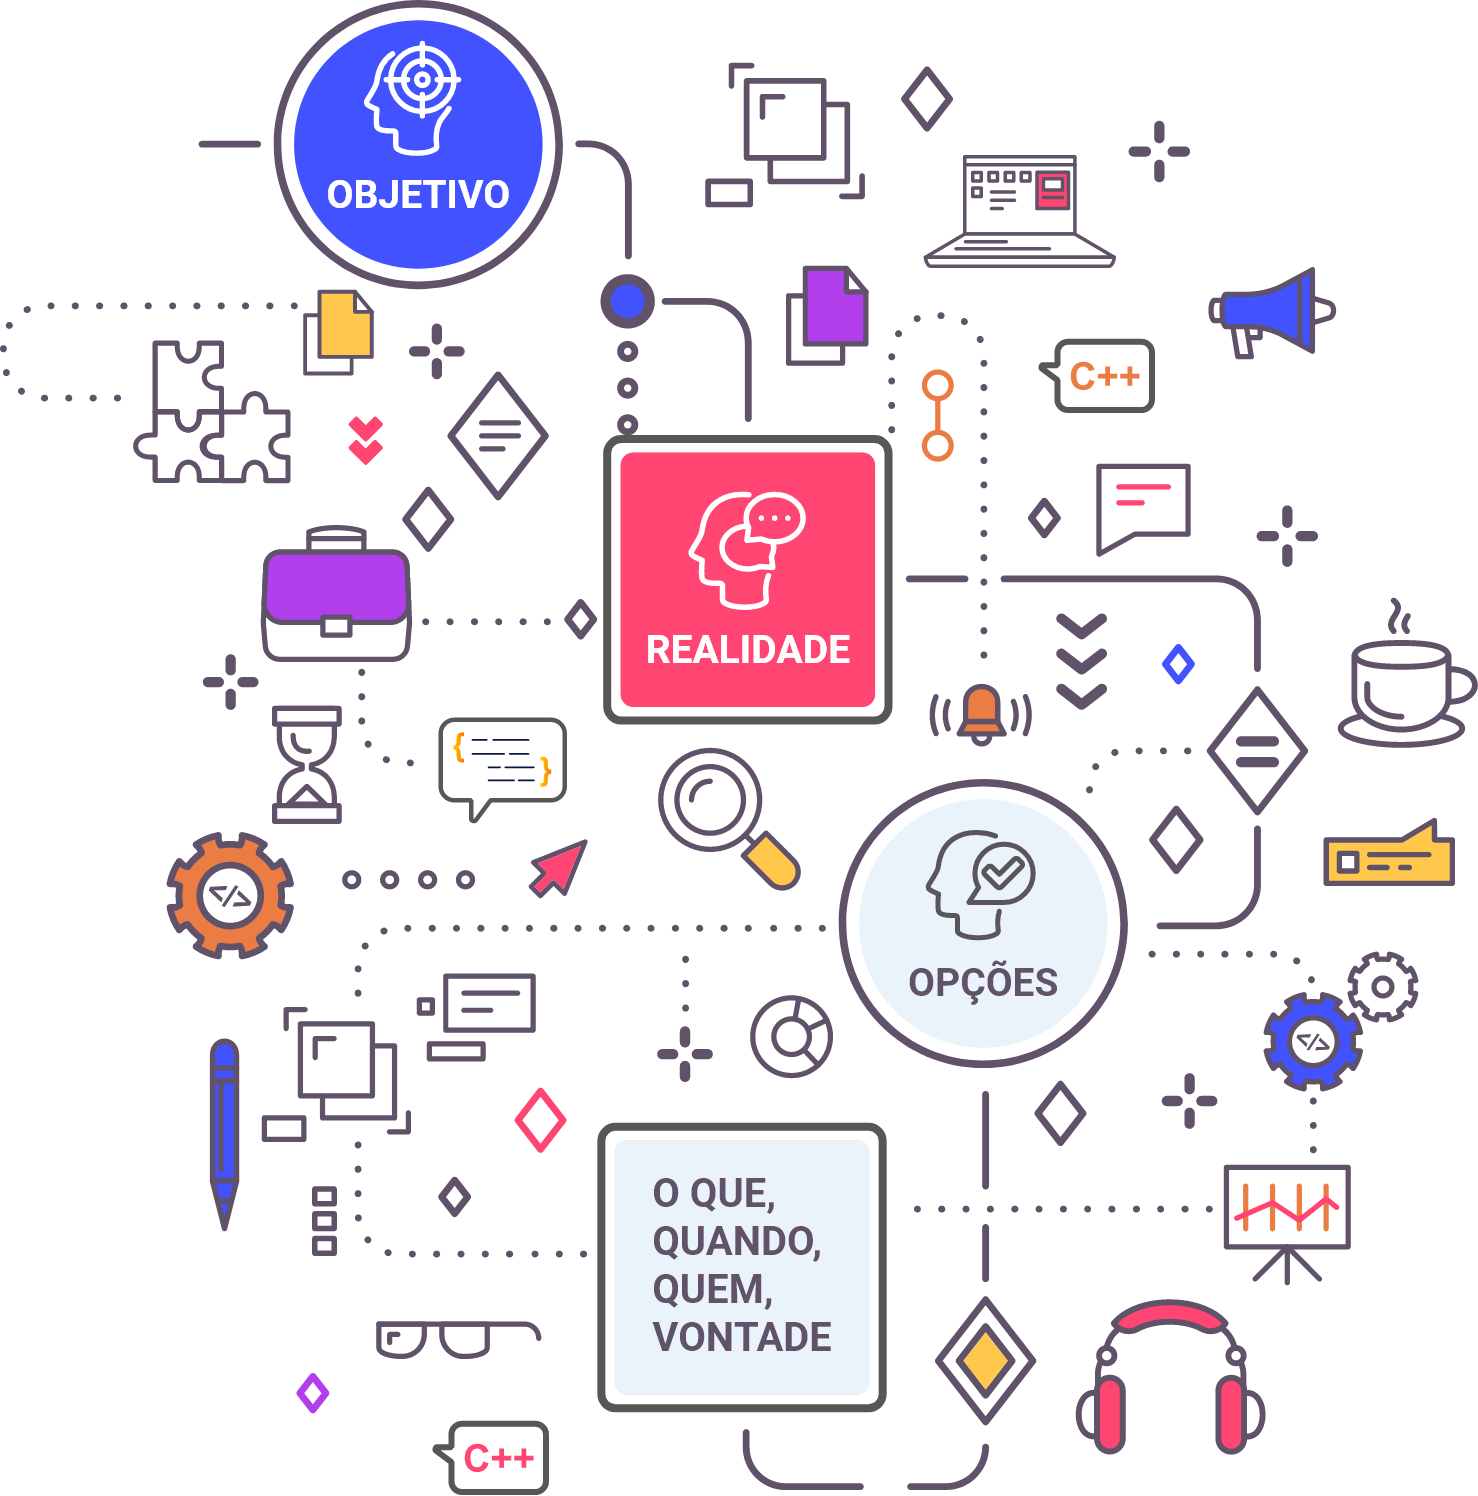 OBJETIVO
C++
REALIDADE
{ }
</>
OPÇÕES
</>
O QUE,
QUANDO,
QUEM,
VONTADE
C++